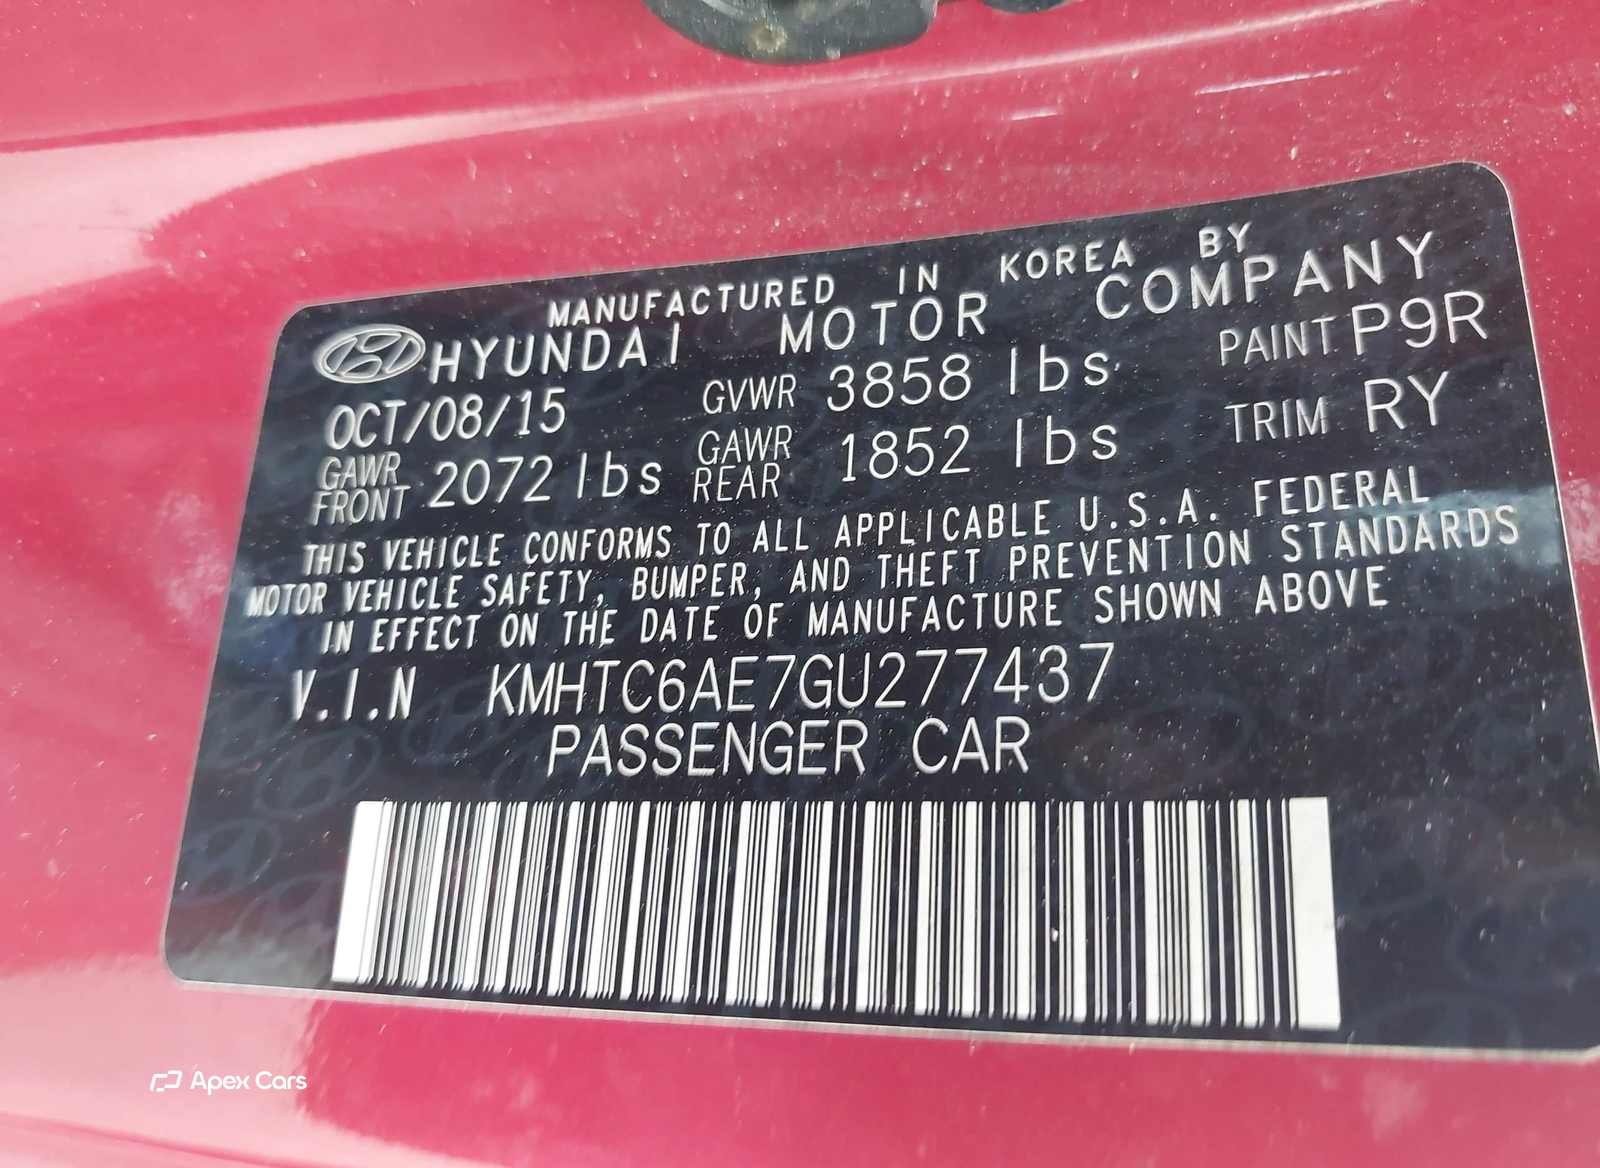 MANUFACTURED IN KOREA BY
HYUNDAI MOTOR COMPANY
OCT/08/15 GVWR 3858 lbs PAINT P9R
GAWR FRONT 2072 lbs GAWR REAR 1852 lbs TRIM RY
THIS VEHICLE CONFORMS TO ALL APPLICABLE U.S.A. FEDERAL
MOTOR VEHICLE SAFETY, BUMPER, AND THEFT PREVENTION STANDARDS
IN EFFECT ON THE DATE OF MANUFACTURE SHOWN ABOVE
V.I.N KMHTC6AE7GU277437
PASSENGER CAR
Apex Cars